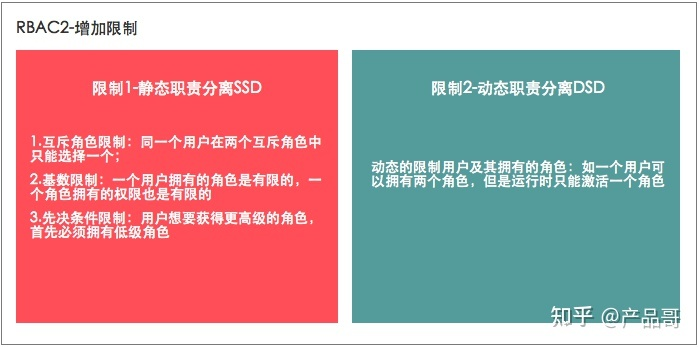 RBAC2-增加限制
限制1-静态职责分离SSD
1.互斥角色限制：同一个用户在两个互斥角色中
只能选择一个；
2.基数限制：一个用户拥有的角色是有限的，一
个角色拥有的权限也是有限的
3.先决条件限制：用户想要获得更高级的角色，
首先必须拥有低级角色
限制2-动态职责分离DSD
动态的限制用户及其拥有的角色：如一个用户可
以拥有两个角色，但是运行时只能激活一个角色
知乎 @产品哥